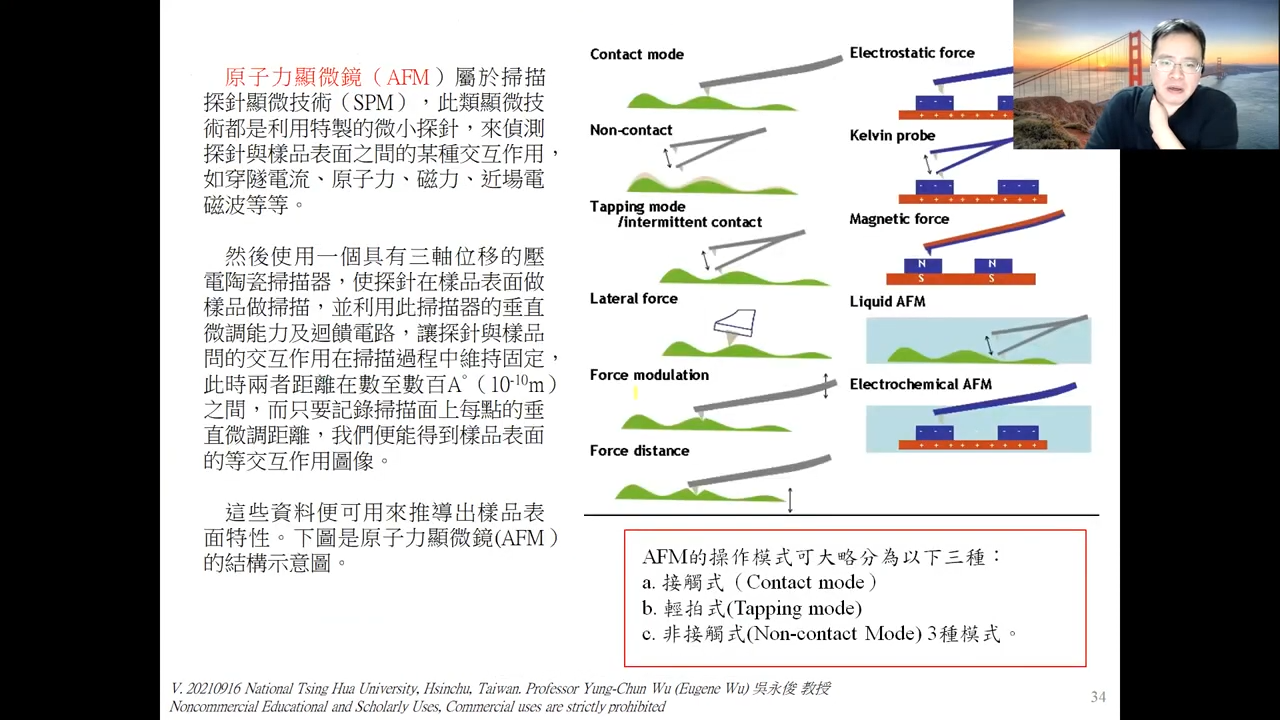 原子力顯微鏡（AFM）屬於掃描
探針顯微技術（SPM），此類顯微技
術都是利用特製的微小探針，來偵測
探針與樣品表面之間的某種交互作用，
如穿隧電流、原子力、磁力、近場電
磁波等等。
然後使用一個具有三軸位移的壓
電陶瓷掃描器，使探針在樣品表面做
樣品做掃描，並利用此掃描器的垂直
微調能力及迴饋電路，讓探針與樣品
間的交互作用在掃描過程中維持固定，
此時兩者距離在數至數百A°（10-10m）
之間，而只要記錄掃描面上每點的垂
直微調距離，我們便能得到樣品表面
的等交互作用圖像。
這些資料便可用來推導出樣品表
面特性。下圖是原子力顯微鏡(AFM）
的結構示意圖。
Contact mode
Non-contact
Tapping mode
/intermittent contact
Lateral force
Force modulation
Force distance
Electrostatic force
- - - -
+ + + + + + +
Kelvin probe
- - - -
+ + + + + + + + +
Magnetic force
N N
S S
Liquid AFM
Electrochemical AFM
- - - -
+ + + + + + + + +
AFM的操作模式可大略分為以下三種：
a. 接觸式（Contact mode）
b. 輕拍式(Tapping mode)
c. 非接觸式(Non-contact Mode) 3種模式。
V. 20210916 National Tsing Hua University, Hsinchu, Taiwan. Professor Yung-Chun Wu (Eugene Wu) 吳永俊 教授
Noncommercial Educational and Scholarly Uses, Commercial uses are strictly prohibited
34